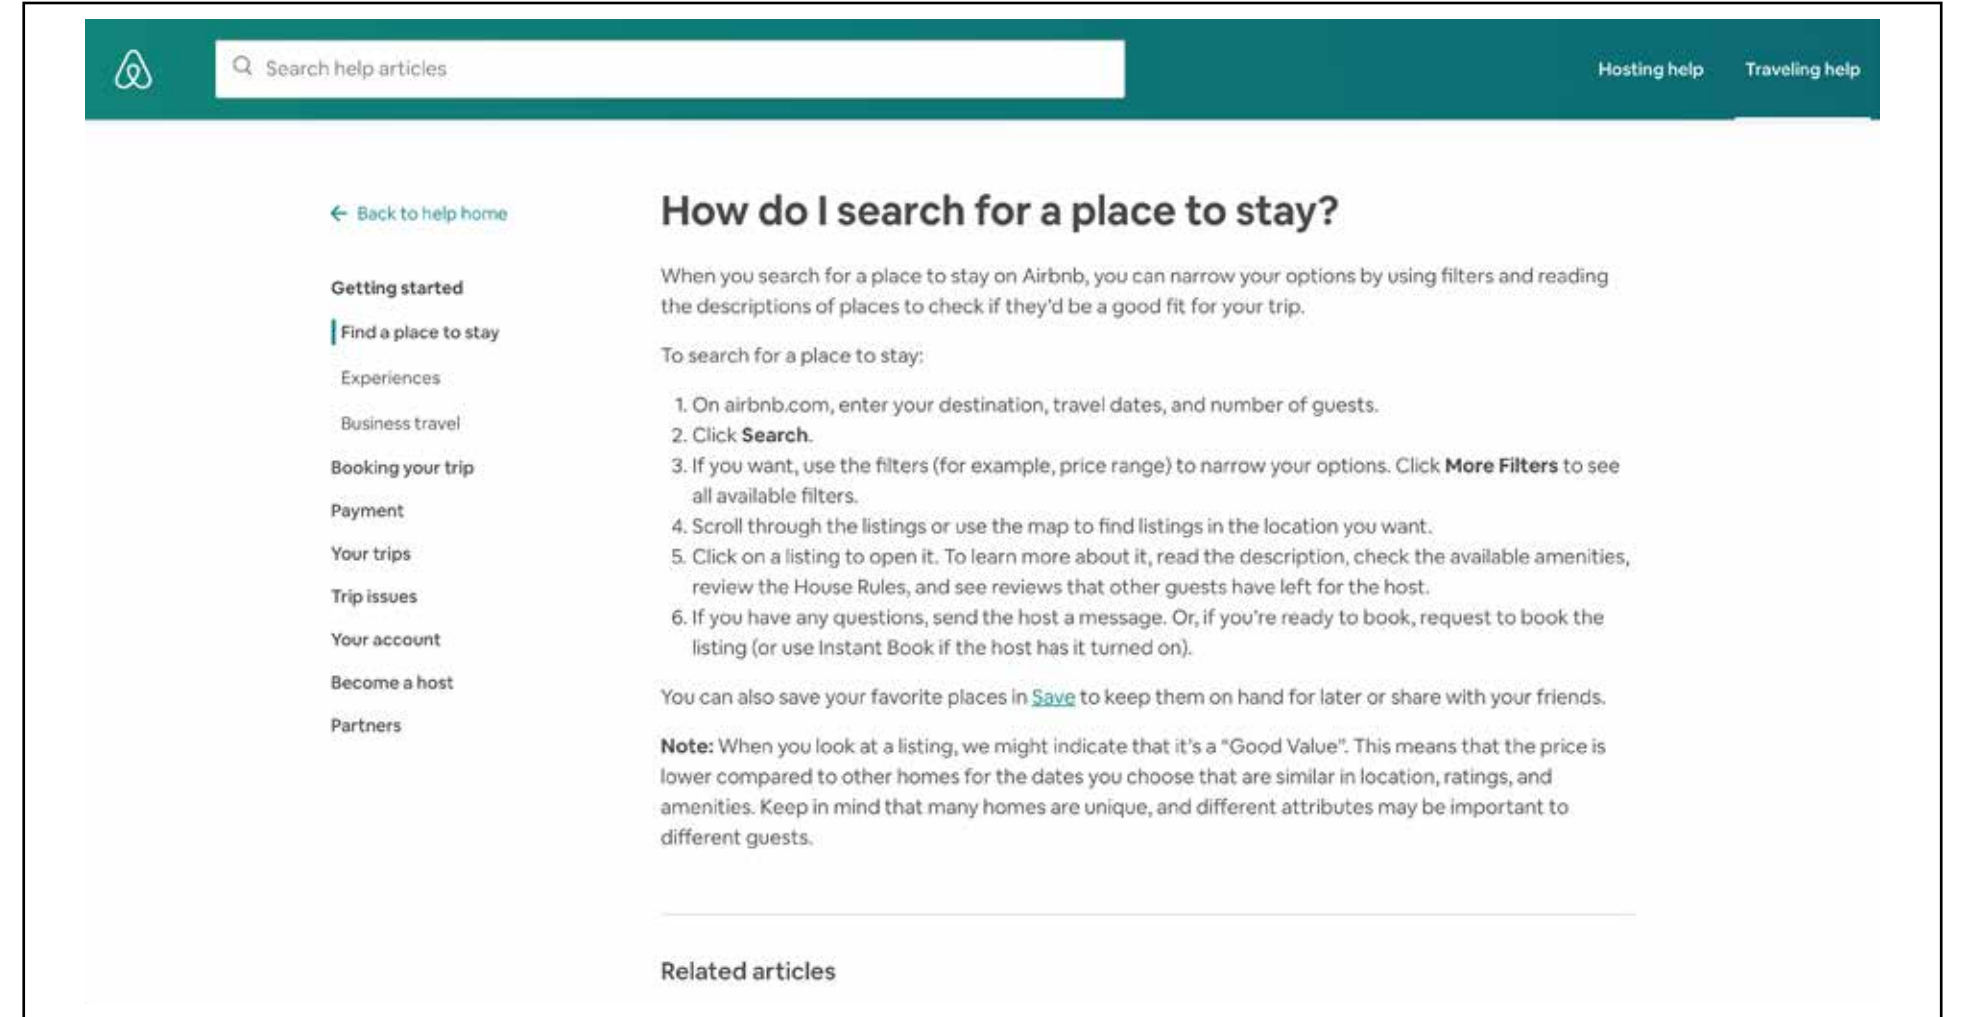 Search help articles
Hosting help
Traveling help
← Back to help home
Getting started
Find a place to stay
Experiences
Business travel
Booking your trip
Payment
Your trips
Trip issues
Your account
Become a host
Partners
How do I search for a place to stay?
When you search for a place to stay on Airbnb, you can narrow your options by using filters and reading
the descriptions of places to check if they'd be a good fit for your trip.
To search for a place to stay:
1. On airbnb.com, enter your destination, travel dates, and number of guests.
2. Click Search.
3. If you want, use the filters (for example, price range) to narrow your options. Click More Filters to see
all available filters.
4. Scroll through the listings or use the map to find listings in the location you want.
5. Click on a listing to open it. To learn more about it, read the description, check the available amenities,
review the House Rules, and see reviews that other guests have left for the host.
6. If you have any questions, send the host a message. Or, if you're ready to book, request to book the
listing (or use Instant Book if the host has it turned on).
You can also save your favorite places in Save to keep them on hand for later or share with your friends.
Note: When you look at a listing, we might indicate that it's a “Good Value”. This means that the price is
lower compared to other homes for the dates you choose that are similar in location, ratings, and
amenities. Keep in mind that many homes are unique, and different attributes may be important to
different guests.
Related articles